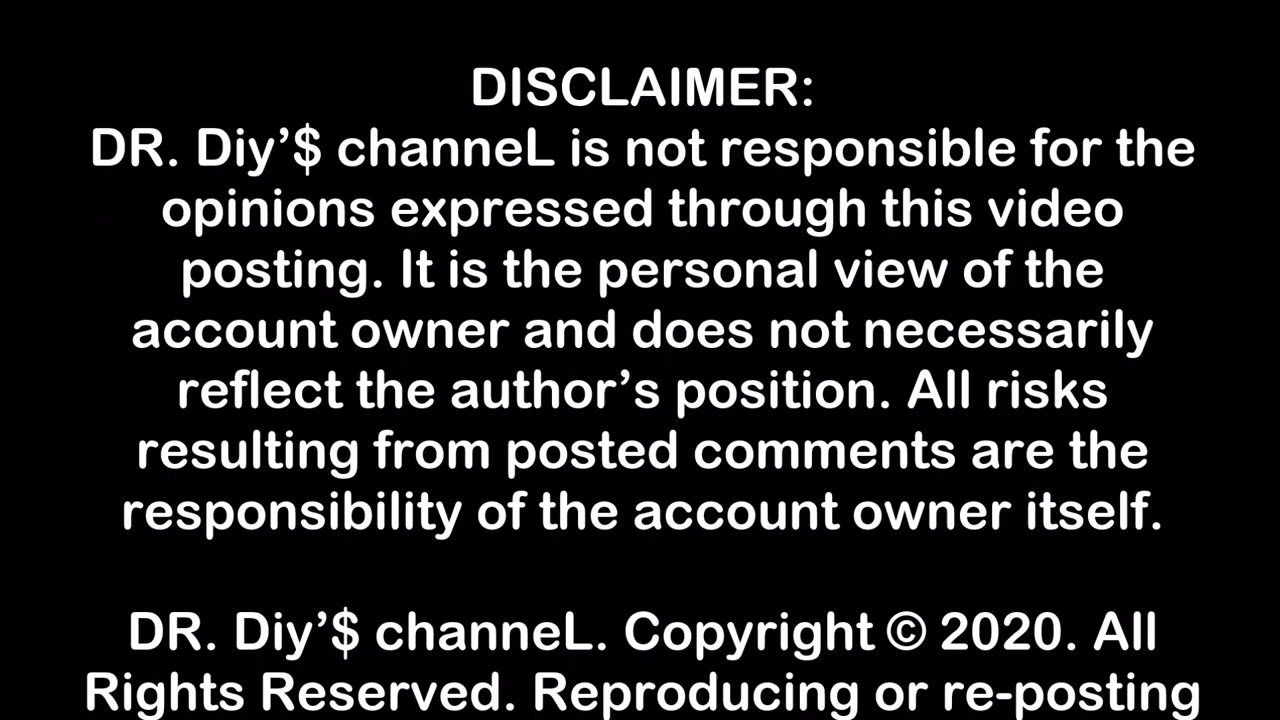 DISCLAIMER:
DR. Diy’$ channeL is not responsible for the
opinions expressed through this video
posting. It is the personal view of the
account owner and does not necessarily
reflect the author’s position. All risks
resulting from posted comments are the
responsibility of the account owner itself.
DR. Diy’$ channeL. Copyright © 2020. All
Rights Reserved. Reproducing or re-posting